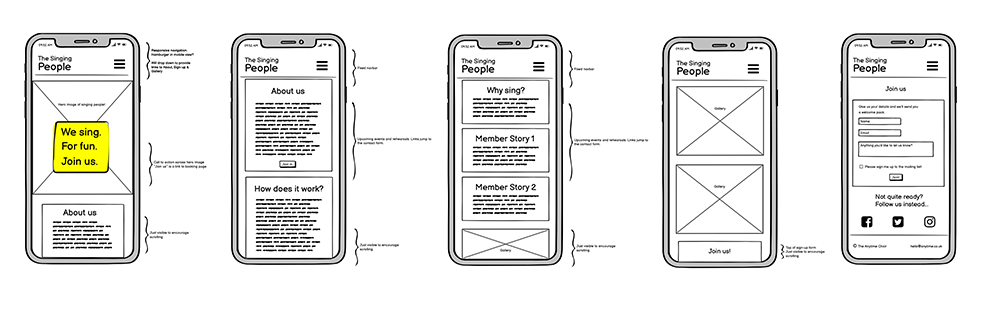 09:52 AM
The Singing
People
Hero image of singing people!
We sing.
For fun.
Join us.
About us
Responsive navigation
Hamburger in mobile view?
Will drop down to provide
links to About, Sign-up &
Gallery
Call to action across hero image
"Join us" is a link to booking page
Just visible to encourage
scrolling
09:52 AM
The Singing
People
About us
Join us
How does it work?
Fixed navbar
Upcoming events and rehearsals. Links jump to
the contact form.
Just visible to encourage
scrolling
09:52 AM
The Singing
People
Why sing?
Member Story 1
Member Story 2
Gallery
Fixed navbar
Upcoming events and rehearsals. Links jump to
the contact form.
Just visible to encourage
scrolling
09:52 AM
The Singing
People
Gallery
Gallery
Join us!
Top of sign-up form
Just visible to encourage
scrolling
09:52 AM
The Singing
People
Join us
Give us your details and we'll send you
a welcome pack.
Name
Email
Anything you'd like to let us know?
Please sign me up to the mailing list!
Join!
Not quite ready?
Follow us instead...
© The Anytime Choir
hello@anytime.co.uk